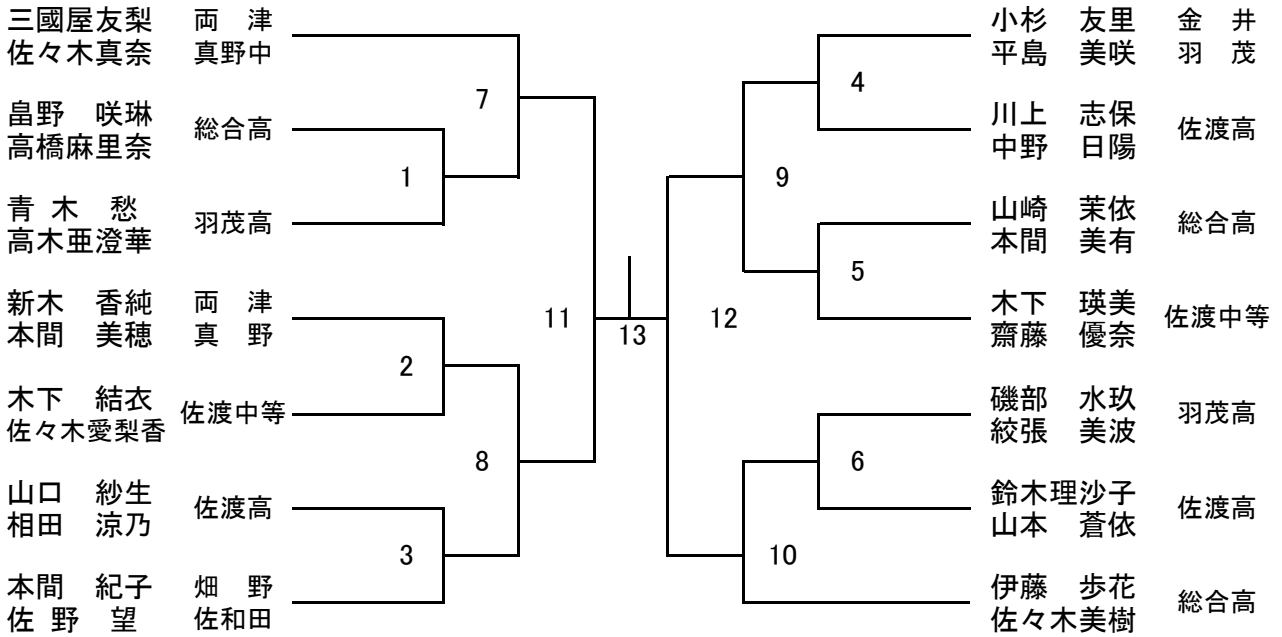 三國屋友梨 両 津
佐々木真奈 真野中
畠野 咲琳
高橋麻里奈
総合高
青 木 愁
高木亜澄華
羽茂高
新木 香純 両 津
本間 美穂 真 野
木下 結衣
佐々木愛梨香
佐渡中等
山口 紗生
相田 涼乃
佐渡高
本間 紀子 畑 野
佐 野 望 佐和田
7
1
2
8
3
11
13
12
4
9
5
6
10
小杉 友里 金 井
平島 美咲 羽 茂
川上 志保
中野 日陽
佐渡高
山崎 茉依
本間 美有
総合高
木下 瑛美
齋藤 優奈
佐渡中等
磯部 水玖
絞張 美波
羽茂高
鈴木理沙子
山本 蒼依
佐渡高
伊藤 歩花
佐々木美樹
総合高